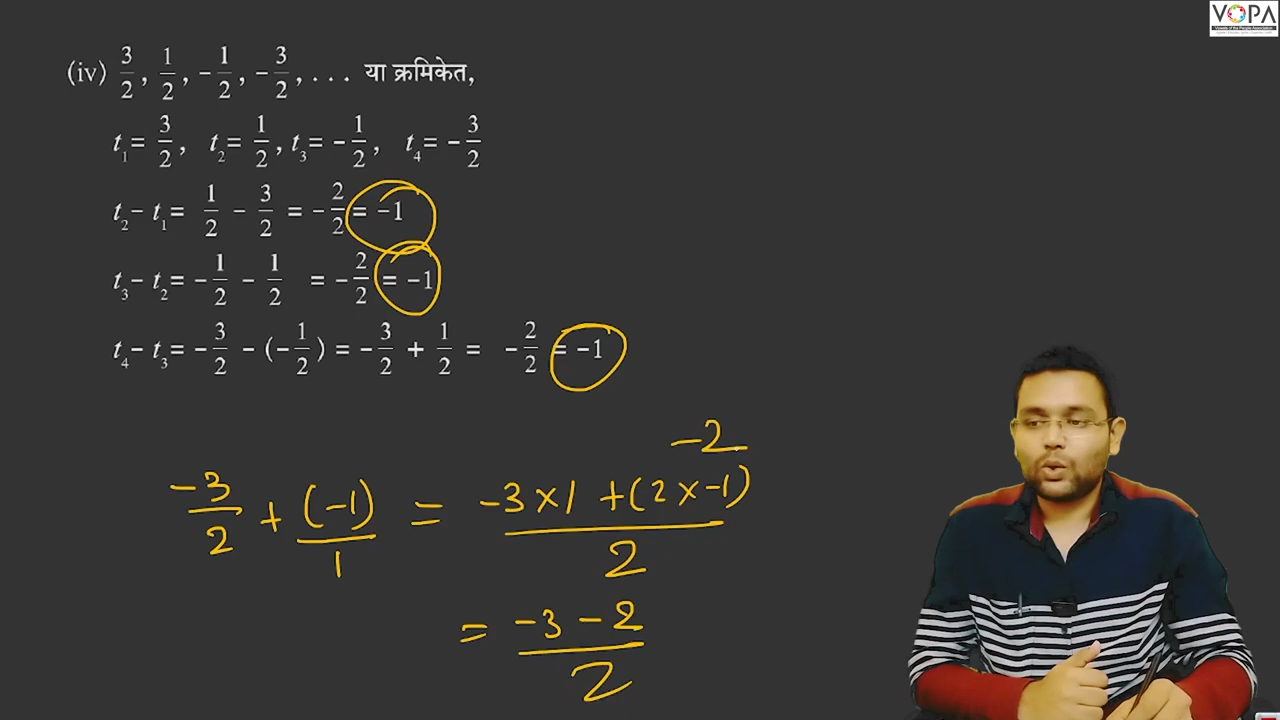 VOPA
(iv) 3/2, 1/2, -1/2, -3/2, ... या क्रमिकेत,
t₁= 3/2, t₂= 1/2, t₃= -1/2, t₄= -3/2
t₂- t₁= 1/2 - 3/2 = -2/2 = -1
t₃- t₂= -1/2 - 1/2 = -2/2 = -1
t₄- t₃= -3/2 -(-1/2) = -3/2 + 1/2 = -2/2 = -1
-2
-3/2 + (-1)/1 = -3×1 +(2×-1)/2
= -3-2/2